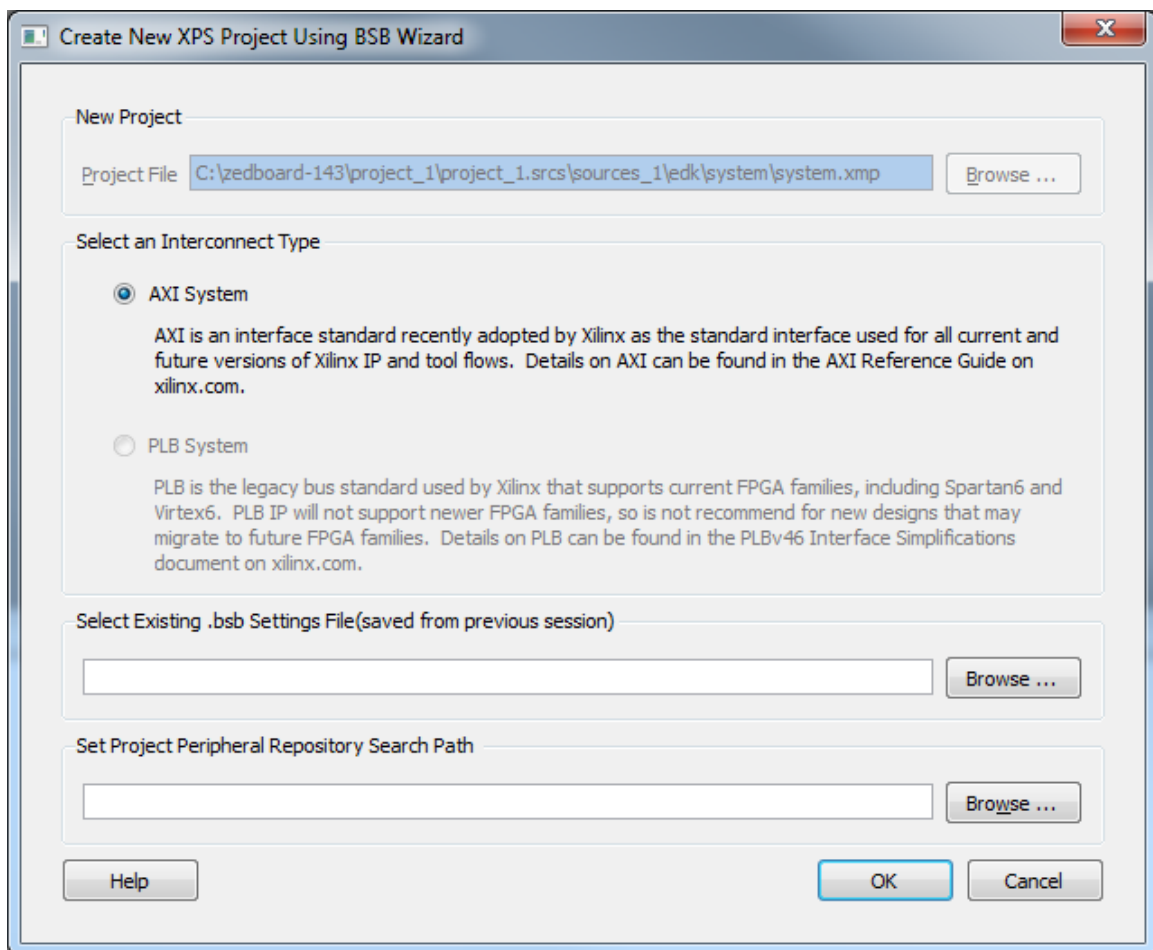 Create New XPS Project Using BSB Wizard
New Project
Project File C:\zedboard-143\project_1\project_1.srcs\sources_1\edk\system\system.xmp Browse ...
Select an Interconnect Type
AXI System
AXI is an interface standard recently adopted by Xilinx as the standard interface used for all current and
future versions of Xilinx IP and tool flows. Details on AXI can be found in the AXI Reference Guide on
xilinx.com.
PLB System
PLB is the legacy bus standard used by Xilinx that supports current FPGA families, including Spartan6 and
Virtex6. PLB IP will not support newer FPGA families, so is not recommend for new designs that may
migrate to future FPGA families. Details on PLB can be found in the PLBv46 Interface Simplifications
document on xilinx.com.
Select Existing .bsb Settings File(saved from previous session)
Browse ...
Set Project Peripheral Repository Search Path
Browse ...
Help OK Cancel